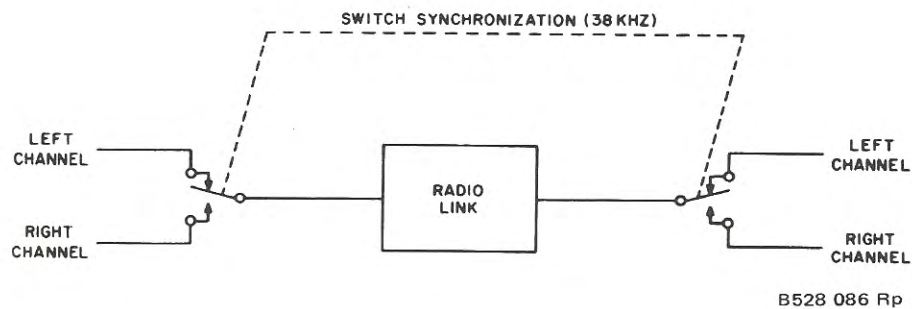 SWITCH SYNCHRONIZATION (38 KHZ)
LEFT
CHANNEL
RIGHT
CHANNEL
RADIO
LINK
LEFT
CHANNEL
RIGHT
CHANNEL
B528 086 Rp